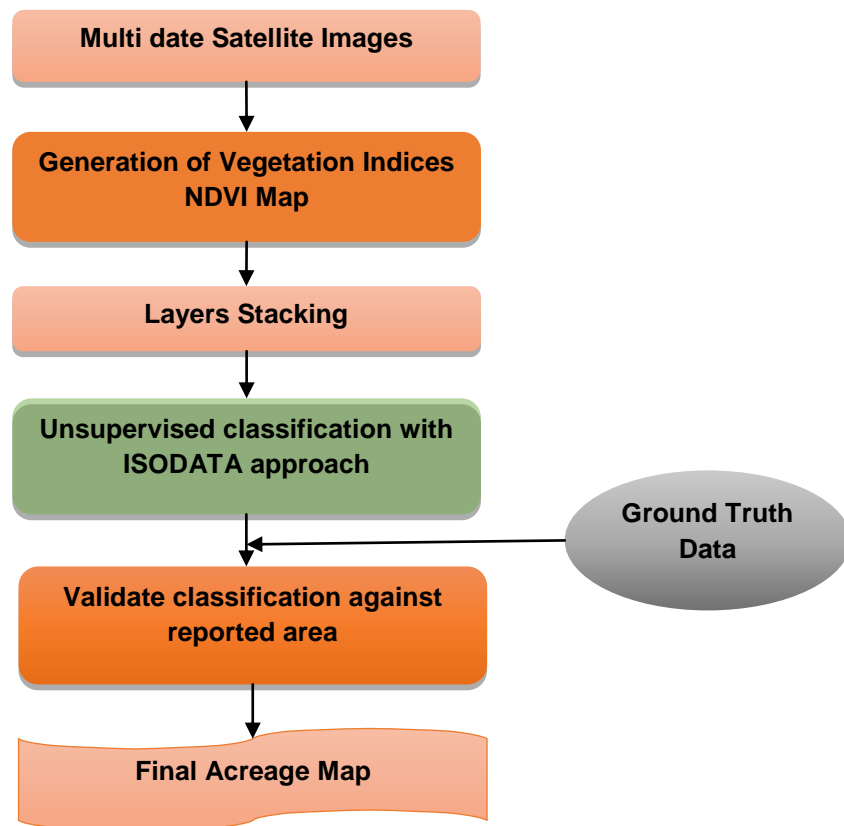 Multi date Satellite Images
Generation of Vegetation Indices
NDVI Map
Layers Stacking
Unsupervised classification with
ISODATA approach
Ground Truth
Data
Validate classification against
reported area
Final Acreage Map